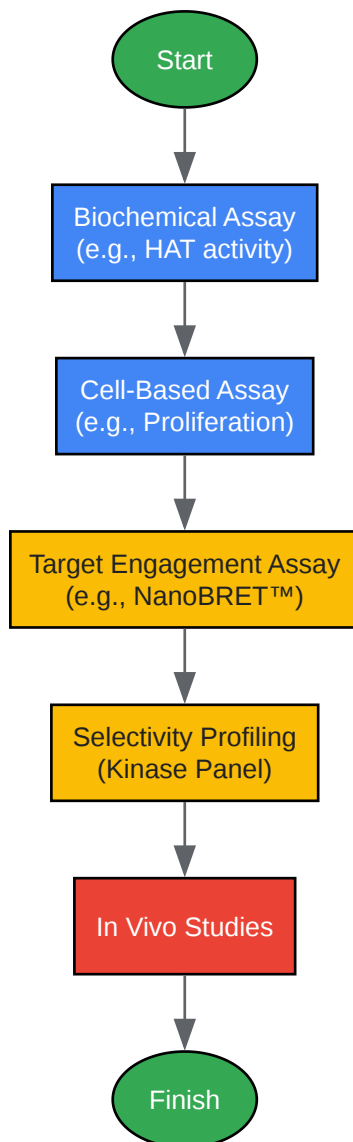 Start
Biochemical Assay
(e.g., HAT activity)
Cell-Based Assay
(e.g., Proliferation)
Target Engagement Assay
(e.g., NanoBRET™)
Selectivity Profiling
(Kinase Panel)
In Vivo Studies
Finish